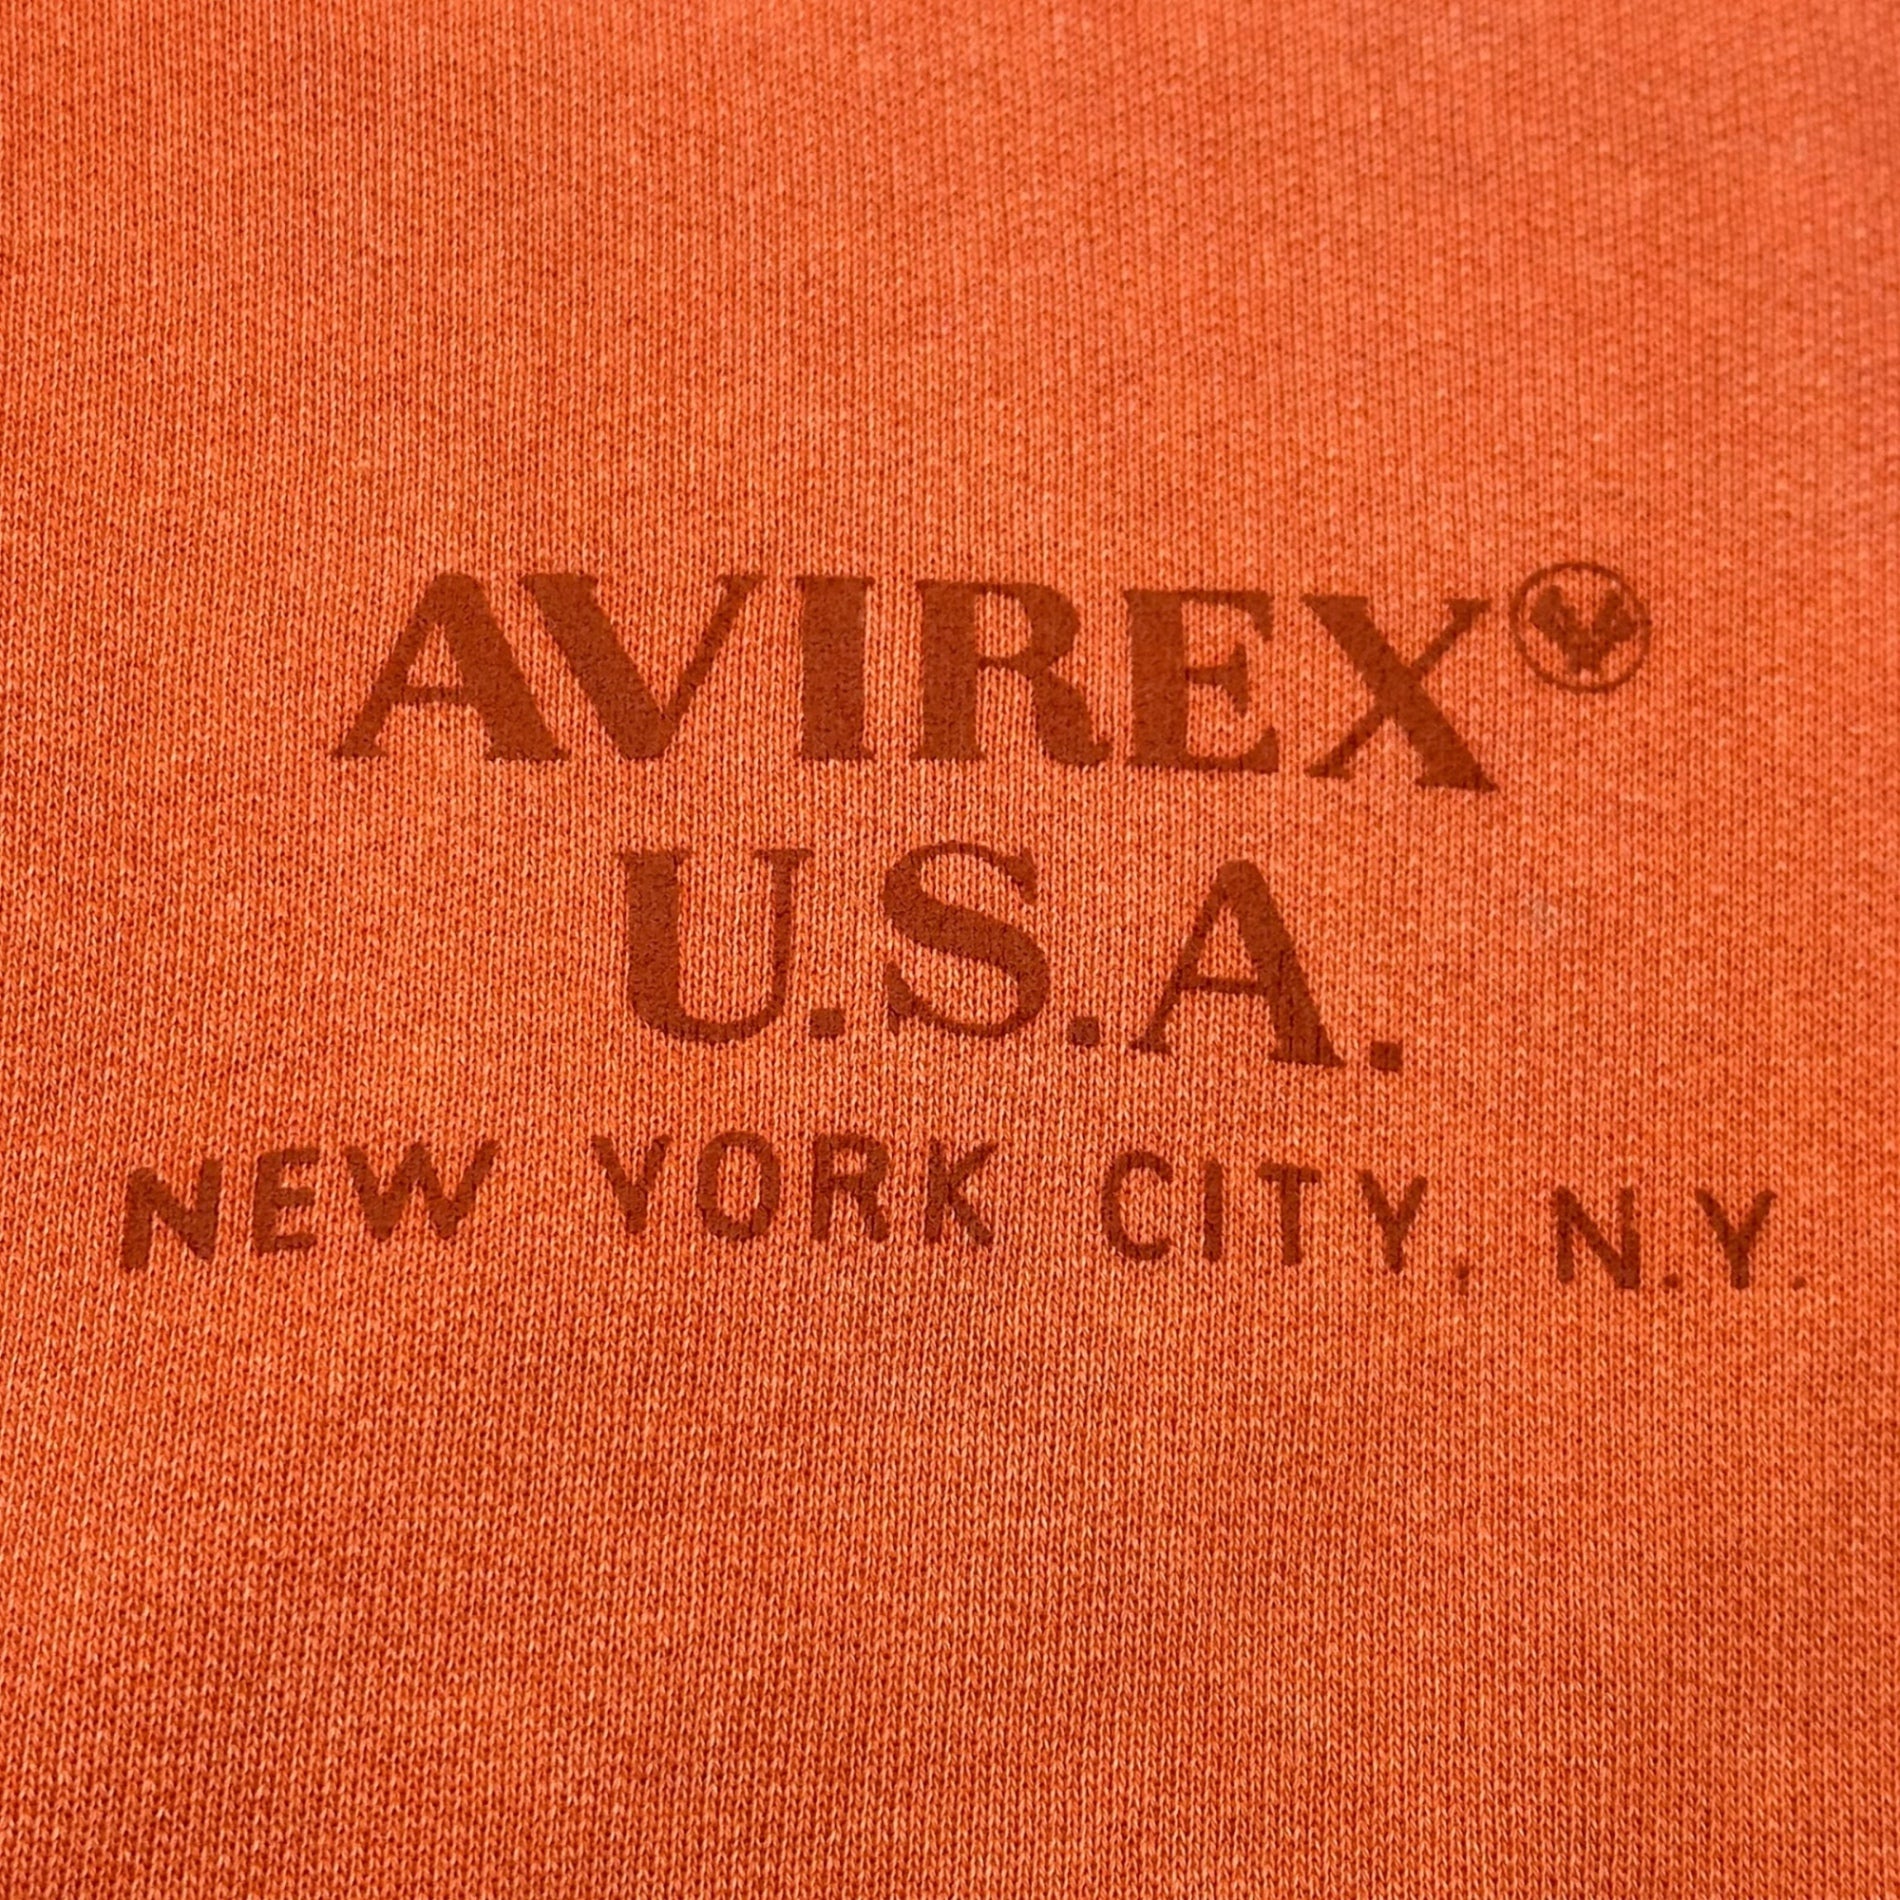 AVIREX
U.S.A.
NEW YORK CITY, N.Y.